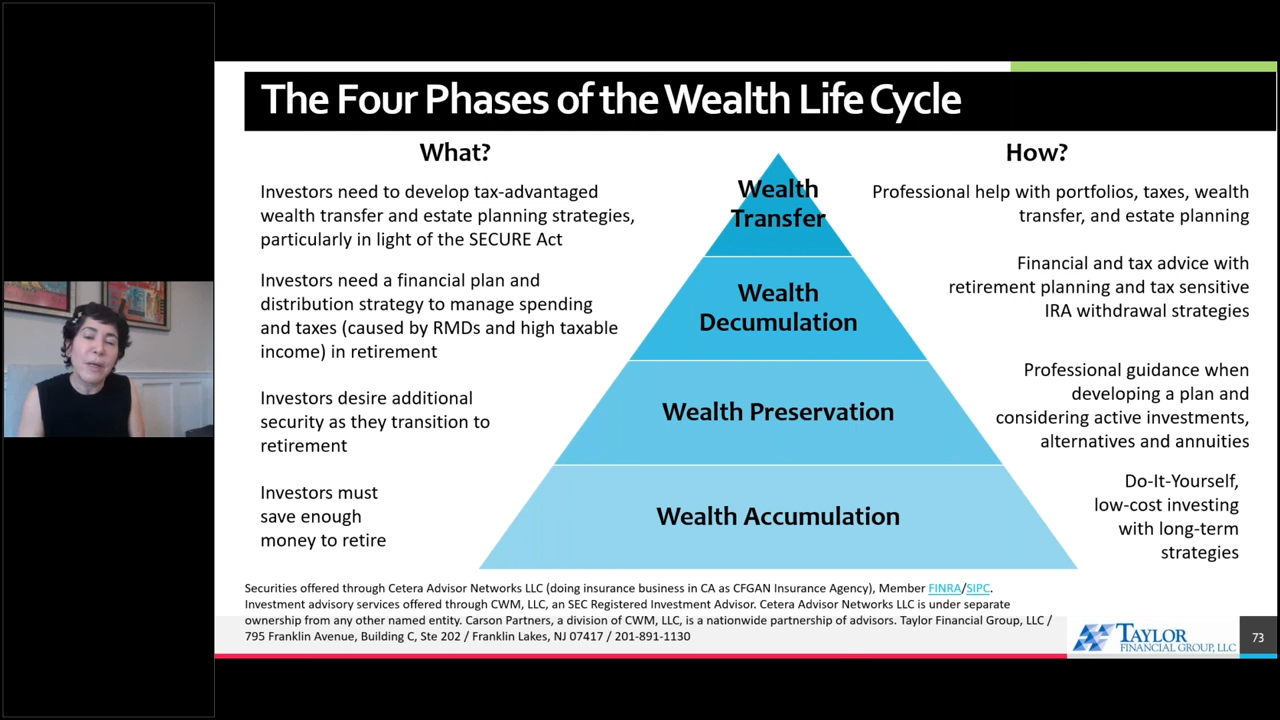 The Four Phases of the Wealth Life Cycle
What?
Investors need to develop tax-advantaged
wealth transfer and estate planning strategies,
particularly in light of the SECURE Act
Investors need a financial plan and
distribution strategy to manage spending
and taxes (caused by RMDs and high taxable
income) in retirement
Investors desire additional
security as they transition to
retirement
Investors must
save enough
money to retire
Wealth
Transfer
Wealth
Decumulation
Wealth Preservation
Wealth Accumulation
How?
Professional help with portfolios, taxes, wealth
transfer, and estate planning
Financial and tax advice with
retirement planning and tax sensitive
IRA withdrawal strategies
Professional guidance when
developing a plan and
considering active investments,
alternatives and annuities
Do-It-Yourself,
low-cost investing
with long-term
strategies
Securities offered through Cetera Advisor Networks LLC (doing insurance business in CA as CFGAN Insurance Agency), Member FINRA/SIPC.
Investment advisory services offered through CWM, LLC, an SEC Registered Investment Advisor. Cetera Advisor Networks LLC is under separate
ownership from any other named entity. Carson Partners, a division of CWM, LLC, is a nationwide partnership of advisors. Taylor Financial Group, LLC /
795 Franklin Avenue, Building C, Ste 202 / Franklin Lakes, NJ 07417 / 201-891-1130
TAYLOR
FINANCIAL GROUP, LLC
73